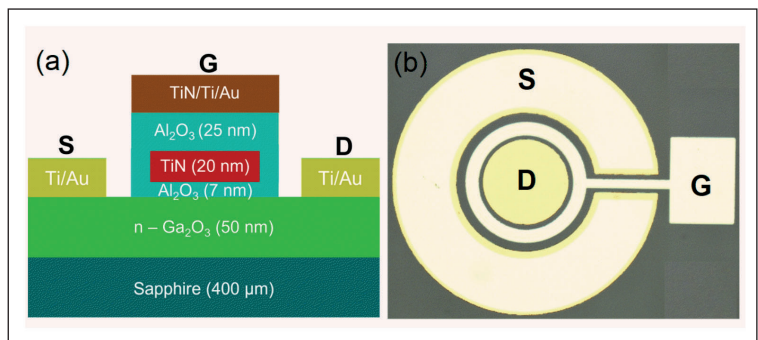 (a)
G
TiN/Ti/Au
Al₂O₃ (25 nm)
S
D
TiN (20 nm)
Ti/Au
Al₂O₃ (7 nm)
Ti/Au
n – Ga₂O₃ (50 nm)
Sapphire (400 µm)
(b)
S
D
G